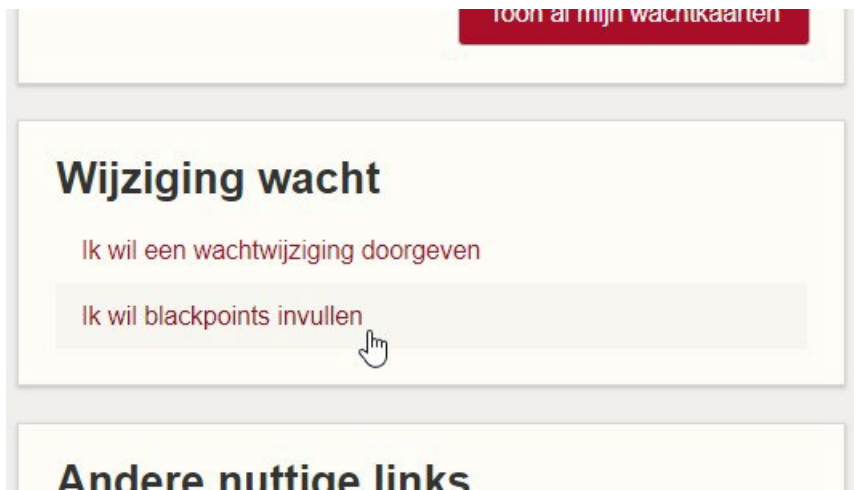 Toon al mijn wachtkaarten
Wijziging wacht
Ik wil een wachtwijziging doorgeven
Ik wil blackpoints invullen
Andere nuttige links